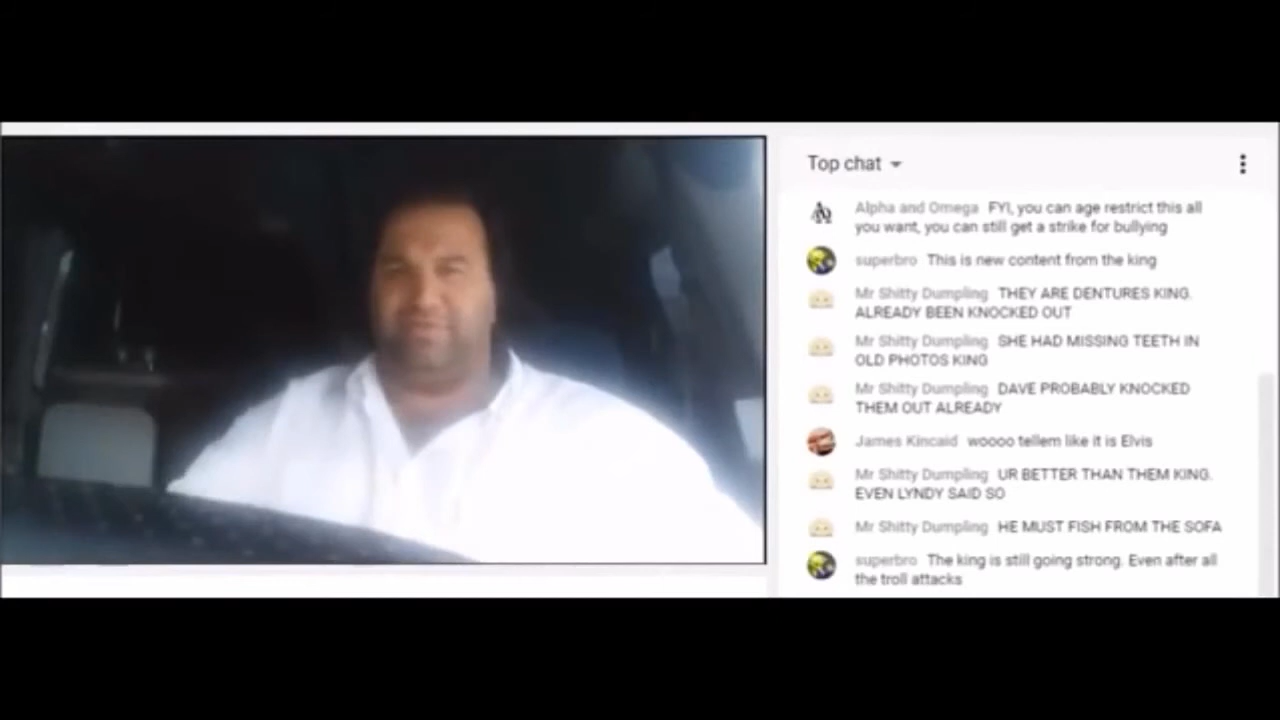 Top chat
Alpha and Omega FYI, you can age restrict this all
you want, you can still get a strike for bullying
superbro This is new content from the king
Mr Shitty Dumpling THEY ARE DENTURES KING.
ALREADY BEEN KNOCKED OUT
Mr Shitty Dumpling SHE HAD MISSING TEETH IN
OLD PHOTOS KING
Mr Shitty Dumpling DAVE PROBABLY KNOCKED
THEM OUT ALREADY
James Kincaid woooo tellem like it is Elvis
Mr Shitty Dumpling UR BETTER THAN THEM KING.
EVEN LYNDY SAID SO
Mr Shitty Dumpling HE MUST FISH FROM THE SOFA
superbro The king is still going strong. Even after all
the troll attacks